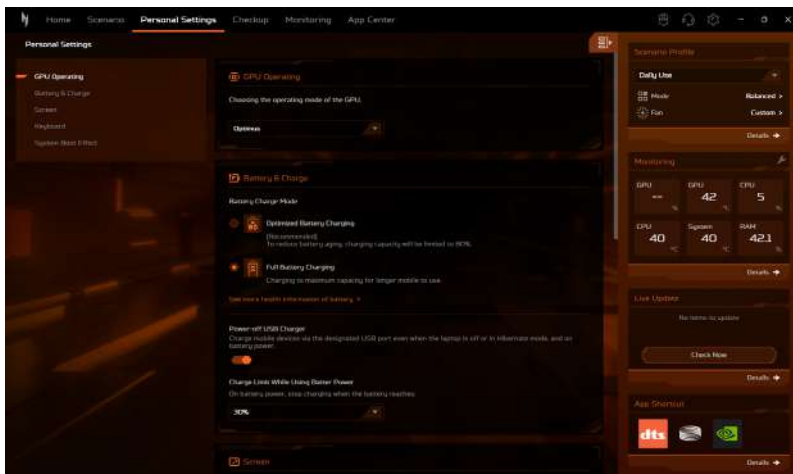 Home Scenario Personal Settings Checkup Monitoring App Center
Personal Settings
GPU Operating
Battery & Charge
Screen
Keyboard
System Boot Effect
GPU Operating
Choosing the operating mode of the GPU.
Optimus
Battery & Charge
Battery Charge Mode
Optimized Battery Charging
(Recommended)
To reduce battery aging, charging capacity will be limited to 80%.
Full Battery Charging
Charging to maximum capacity for longer mobile to use
See more health information of battery >
Power-off USB Charger
Charge mobile devices via the designated USB port even when the laptop is off or in Hibernate mode, and on
battery power.
Charge Limit While Using Batter Power
On battery power, stop charging when the battery reaches:
30%
Screen
Scenario Profile
Daily Use
Mode Balanced >
Fan Custom >
Details
Monitoring
GPU GPU CPU
-- 42 5
% °C %
CPU System RAM
40 40 42.1
°C °C %
Details
Live Update
No items to update
Check Now
Details
App Shortcut
dts
Details